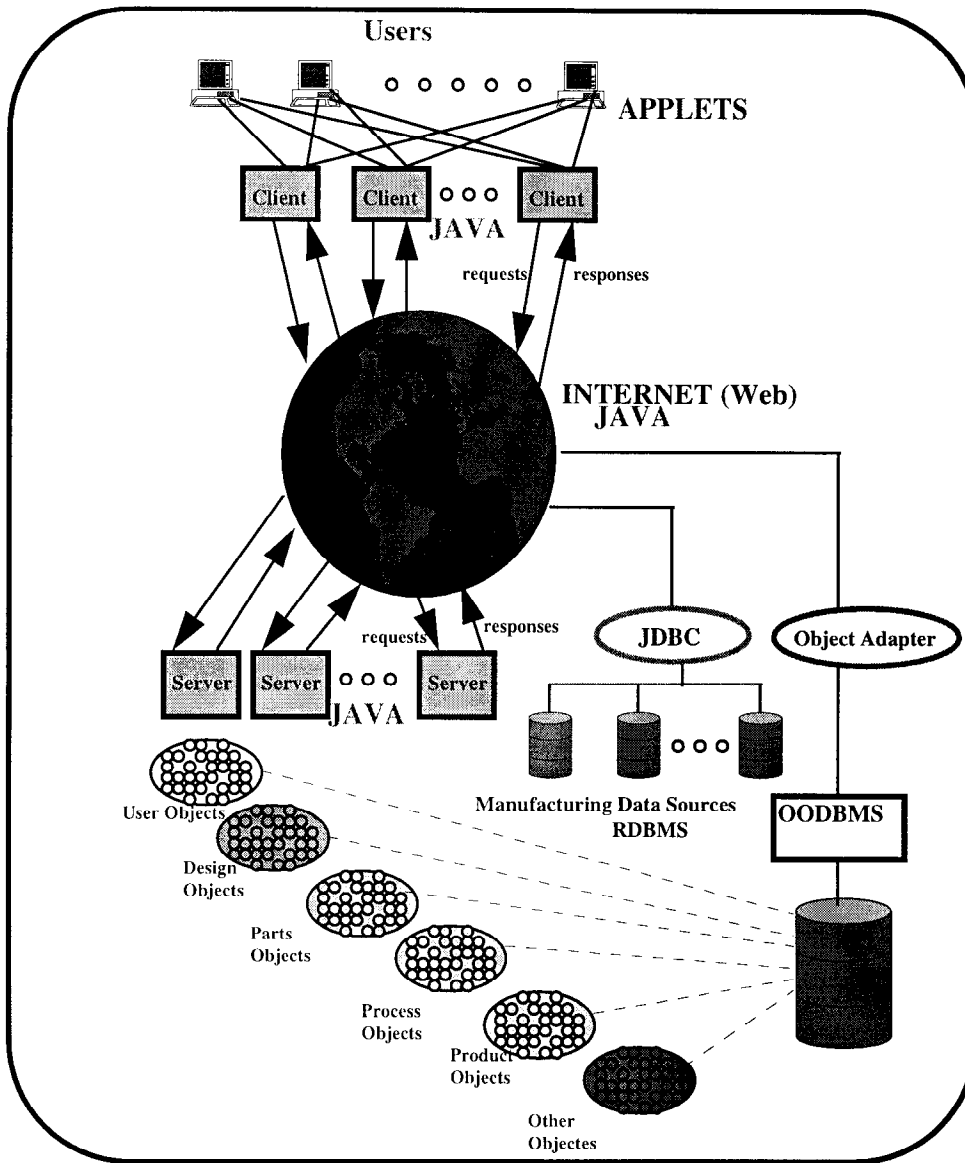 Users
APPLETS
Client
Client
Client
JAVA
requests
responses
INTERNET (Web)
JAVA
requests
responses
JDBC
Object Adapter
Server
Server
Server
JAVA
User Objects
Manufacturing Data Sources
RDBMS
OODBMS
Design
Objects
Parts
Objects
Process
Objects
Product
Objects
Other
Objectes